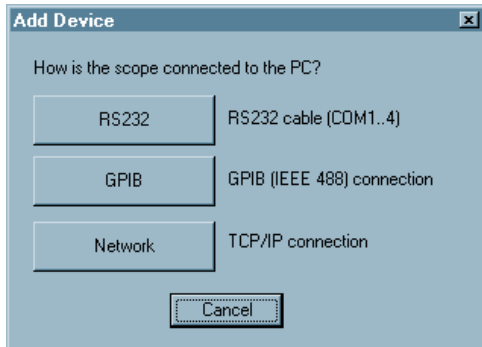 Add Device
How is the scope connected to the PC?
RS232 RS232 cable (COM1..4)
GPIB GPIB (IEEE 488) connection
Network TCP/IP connection
Cancel